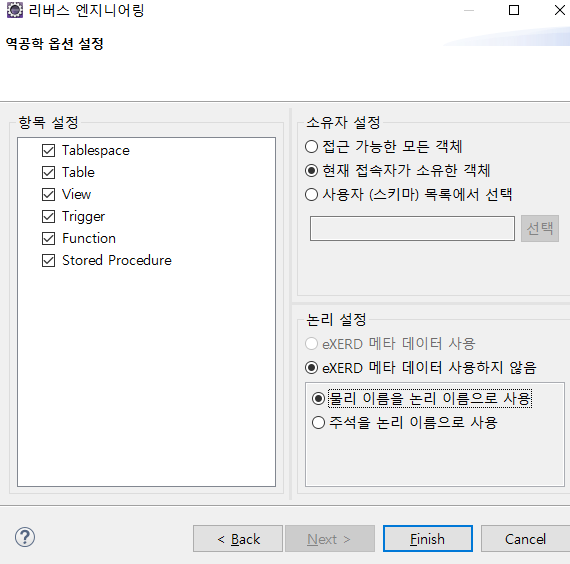 리버스 엔지니어링
역공학 옵션 설정
항목 설정
Tablespace
Table
View
Trigger
Function
Stored Procedure
소유자 설정
접근 가능한 모든 객체
현재 접속자가 소유한 객체
사용자 (스키마) 목록에서 선택
선택
논리 설정
eXERD 메타 데이터 사용
eXERD 메타 데이터 사용하지 않음
물리 이름을 논리 이름으로 사용
주석을 논리 이름으로 사용
?
< Back
Next >
Finish
Cancel